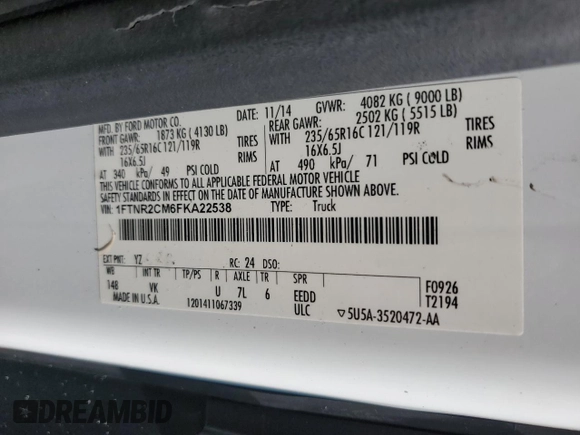 MFD. BY FORD MOTOR CO.
DATE: 11/14 GVWR: 4082 KG ( 9000 LB)
FRONT GAWR: 1873 KG ( 4130 LB) REAR GAWR: 2502 KG ( 5515 LB)
WITH 235/65R16C 121/119R TIRES WITH 235/65R16C 121/119R TIRES
16X6.5J RIMS 16X6.5J RIMS
AT 340 kPa/ 49 PSI COLD AT 490 kPa/ 71 PSI COLD
THIS VEHICLE CONFORMS TO ALL APPLICABLE FEDERAL MOTOR VEHICLE
SAFETY STANDARDS IN EFFECT ON THE DATE OF MANUFACTURE SHOWN ABOVE.
VIN: 1FTNR2CM6FKA22538 TYPE: Truck
EXT PNT: YZ RC: 24 DSO:
WB INT TR TP/PS R AXLE TR SPR
148 VK U 7L 6 EEDD
ULC
MADE IN U.S.A. 1201411067339
F0926
T2194
▽5U5A-3520472-AA
DREAMBID